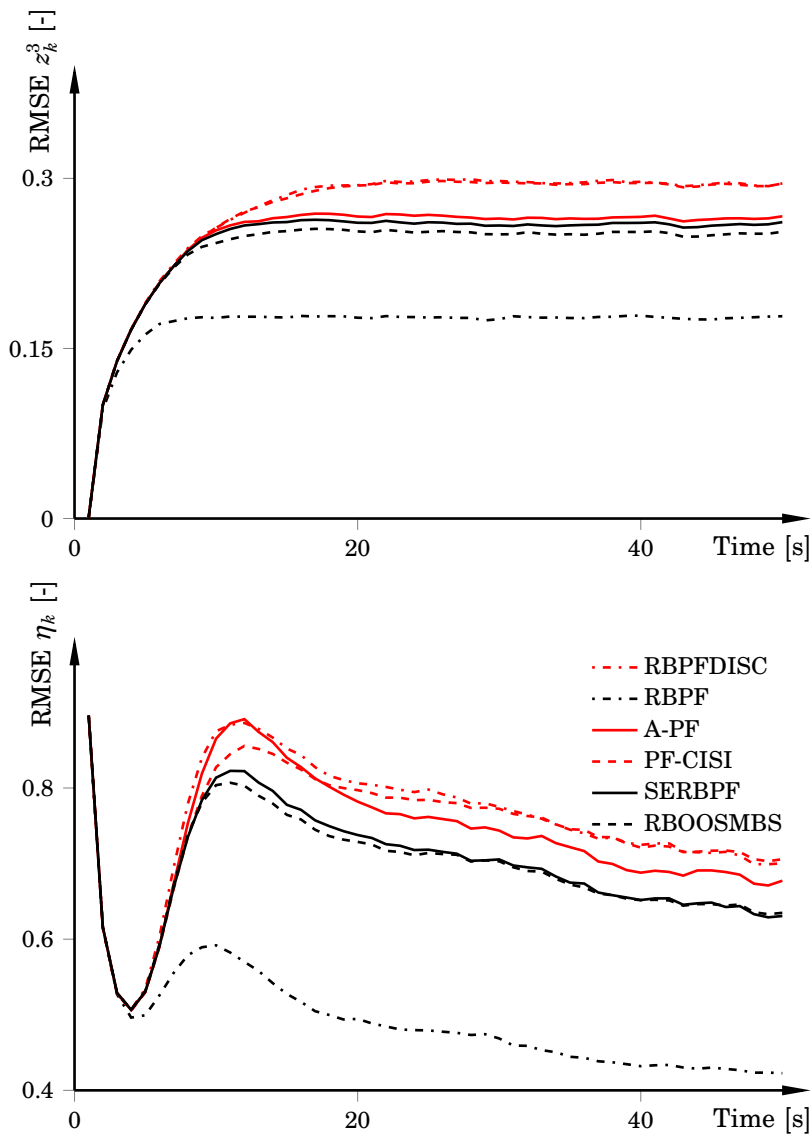 RMSE z_k^3 [-]
0.3
0.15
0
0
20
40
Time [s]
RMSE η_k [-]
RBPFDISC
RBPF
A-PF
PF-CISI
SERBPF
RBOOSMBS
0.8
0.6
0.4
0
20
40
Time [s]